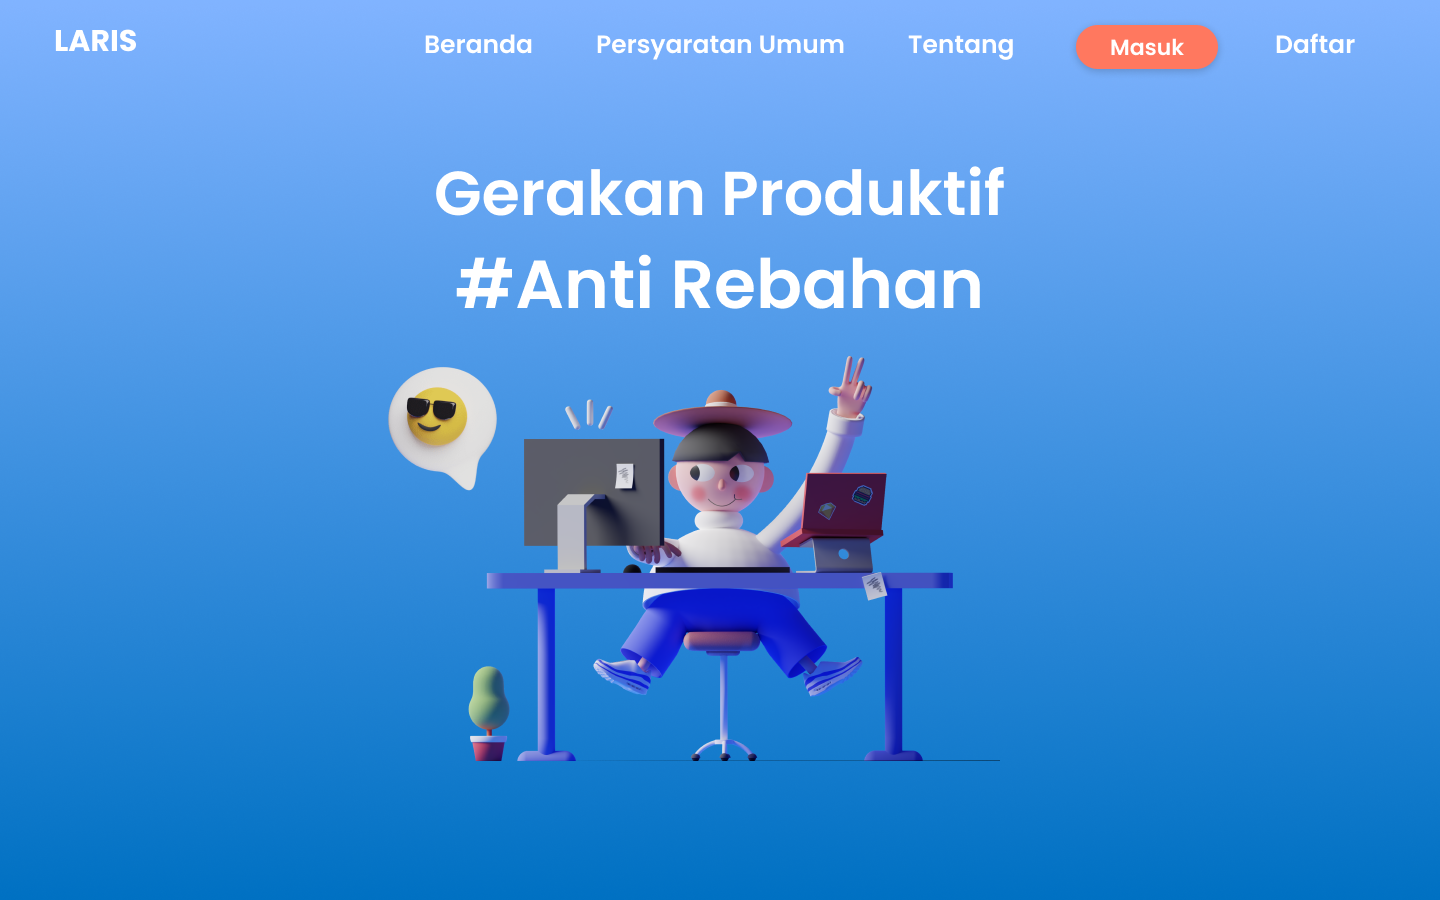 LARIS
Beranda
Persyaratan Umum
Tentang
Masuk
Daftar
Gerakan Produktif
#Anti Rebahan